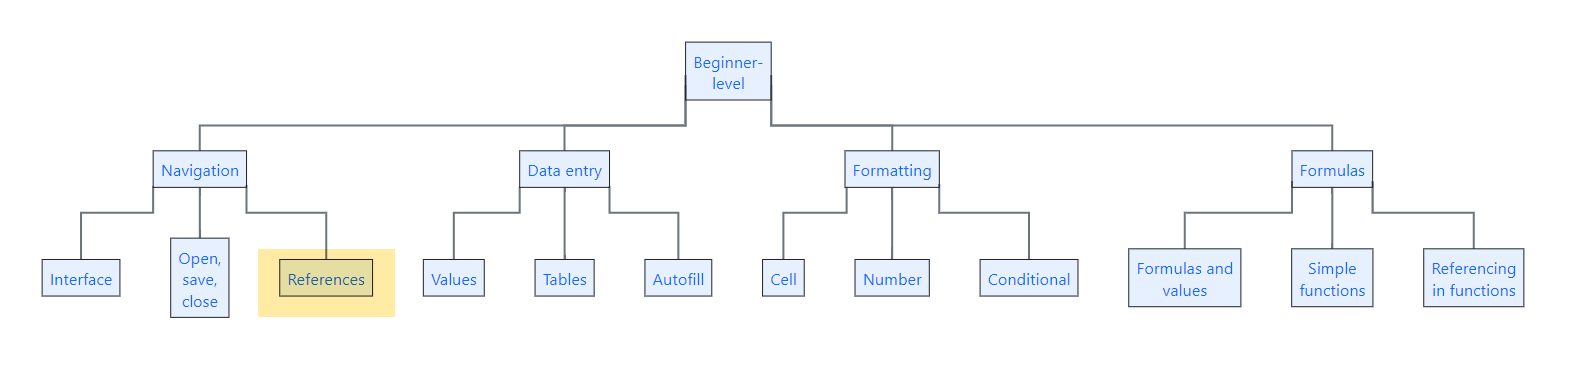 Beginner-
level
Navigation
Data entry
Formatting
Formulas
Interface
Open,
save,
close
References
Values
Tables
Autofill
Cell
Number
Conditional
Formulas and
values
Simple
functions
Referencing
in functions